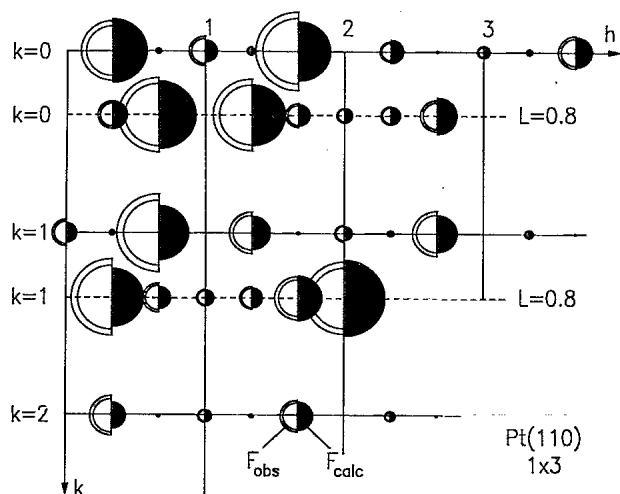 1 2 3 h
k=0
k=0 L=0.8
k=1
k=1 L=0.8
k=2
F_obs F_calc
Pt(110)
1x3
k